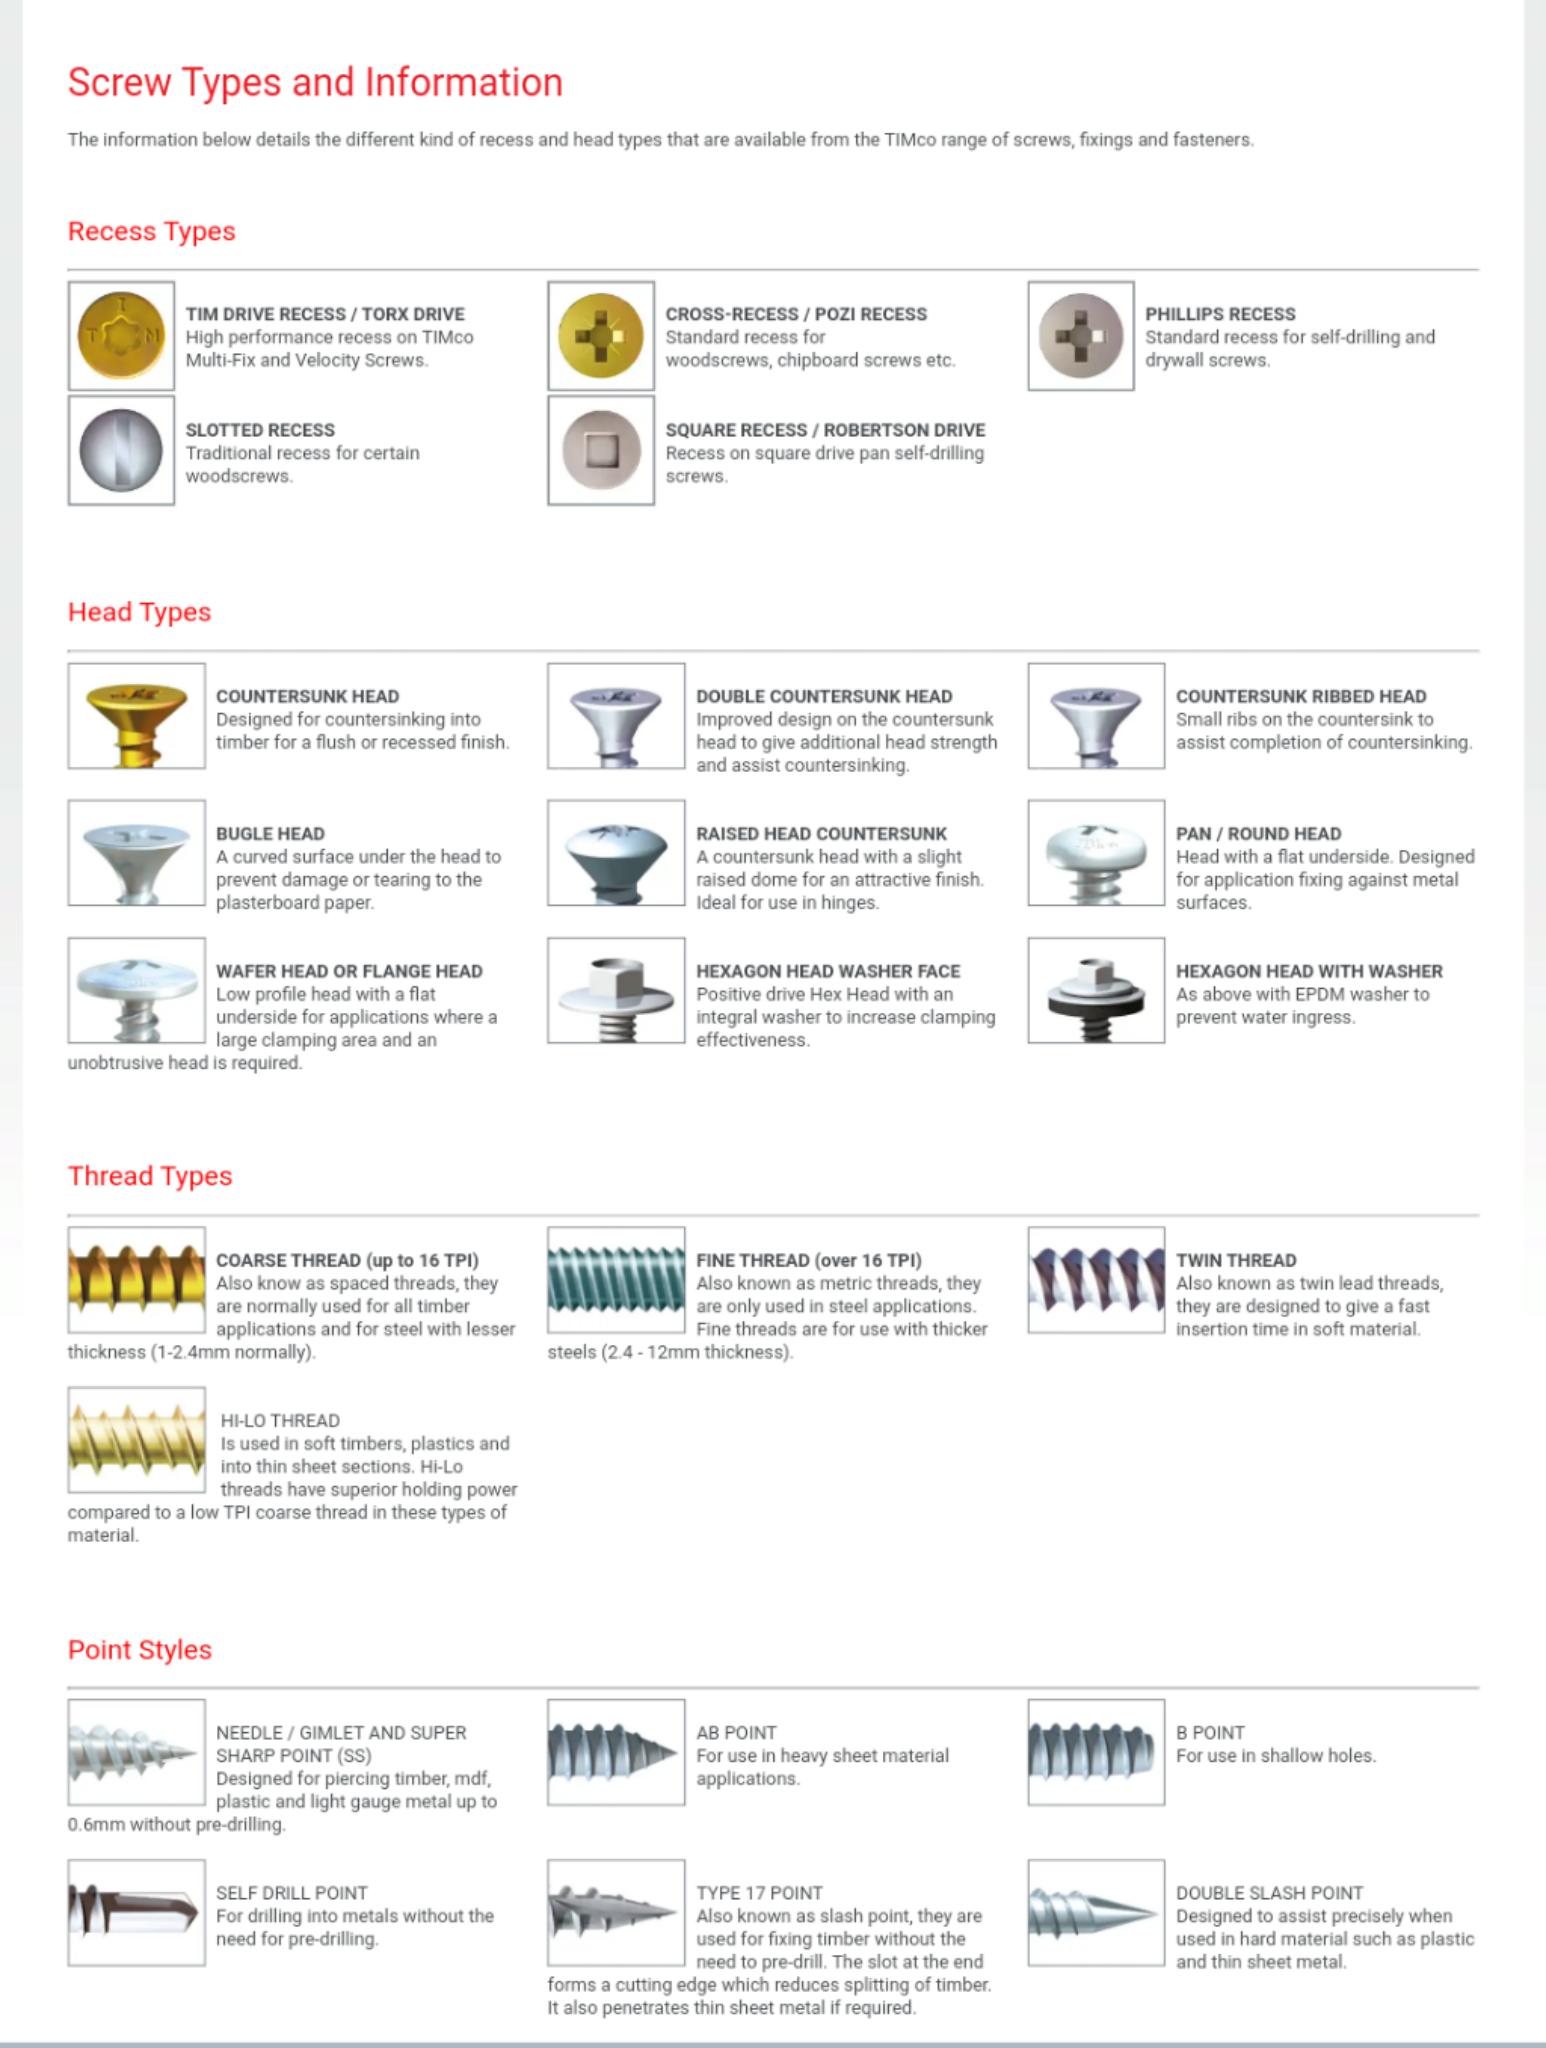 Screw Types and Information
The information below details the different kind of recess and head types that are available from the TIMco range of screws, fixings and fasteners.
Recess Types
T I M
TIM DRIVE RECESS / TORX DRIVE
High performance recess on TIMco
Multi-Fix and Velocity Screws.
CROSS-RECESS / POZI RECESS
Standard recess for
woodscrews, chipboard screws etc.
PHILLIPS RECESS
Standard recess for self-drilling and
drywall screws.
SLOTTED RECESS
Traditional recess for certain
woodscrews.
SQUARE RECESS / ROBERTSON DRIVE
Recess on square drive pan self-drilling
screws.
Head Types
COUNTERSUNK HEAD
Designed for countersinking into
timber for a flush or recessed finish.
DOUBLE COUNTERSUNK HEAD
Improved design on the countersunk
head to give additional head strength
and assist countersinking.
COUNTERSUNK RIBBED HEAD
Small ribs on the countersink to
assist completion of countersinking.
BUGLE HEAD
A curved surface under the head to
prevent damage or tearing to the
plasterboard paper.
RAISED HEAD COUNTERSUNK
A countersunk head with a slight
raised dome for an attractive finish.
Ideal for use in hinges.
PAN / ROUND HEAD
Head with a flat underside. Designed
for application fixing against metal
surfaces.
WAFER HEAD OR FLANGE HEAD
Low profile head with a flat
underside for applications where a
large clamping area and an
unobtrusive head is required.
HEXAGON HEAD WASHER FACE
Positive drive Hex Head with an
integral washer to increase clamping
effectiveness.
HEXAGON HEAD WITH WASHER
As above with EPDM washer to
prevent water ingress.
Thread Types
COARSE THREAD (up to 16 TPI)
Also know as spaced threads, they
are normally used for all timber
applications and for steel with lesser
thickness (1-2.4mm normally).
FINE THREAD (over 16 TPI)
Also known as metric threads, they
are only used in steel applications.
Fine threads are for use with thicker
steels (2.4 - 12mm thickness).
TWIN THREAD
Also known as twin lead threads,
they are designed to give a fast
insertion time in soft material.
HI-LO THREAD
Is used in soft timbers, plastics and
into thin sheet sections. Hi-Lo
threads have superior holding power
compared to a low TPI coarse thread in these types of
material.
Point Styles
NEEDLE / GIMLET AND SUPER
SHARP POINT (SS)
Designed for piercing timber, mdf,
plastic and light gauge metal up to
0.6mm without pre-drilling.
AB POINT
For use in heavy sheet material
applications.
B POINT
For use in shallow holes.
SELF DRILL POINT
For drilling into metals without the
need for pre-drilling.
TYPE 17 POINT
Also known as slash point, they are
used for fixing timber without the
need to pre-drill. The slot at the end
forms a cutting edge which reduces splitting of timber.
It also penetrates thin sheet metal if required.
DOUBLE SLASH POINT
Designed to assist precisely when
used in hard material such as plastic
and thin sheet metal.